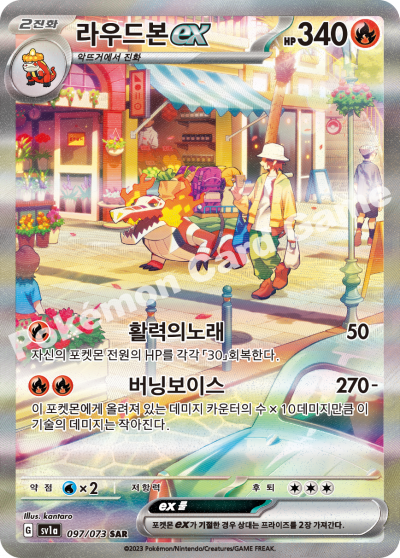 2진화
라우드본 ex
HP 340
악뜨거에서 진화
Pokémon Card Game
활력의노래 50
자신의 포켓몬 전원의 HP를 각각 「30」회복한다.
버닝보이스 270-
이 포켓몬에게 올려져 있는 데미지 카운터의 수×10데미지만큼 이
기술의 데미지는 작아진다.
약점 ×2 저항력 후퇴
Illus. kantaro
G sv1a 097/073 SAR
ex 룰
포켓몬 ex가 기절한 경우 상대는 프라이즈를 2장 가져간다.
©2023 Pokémon/Nintendo/Creatures/GAME FREAK.